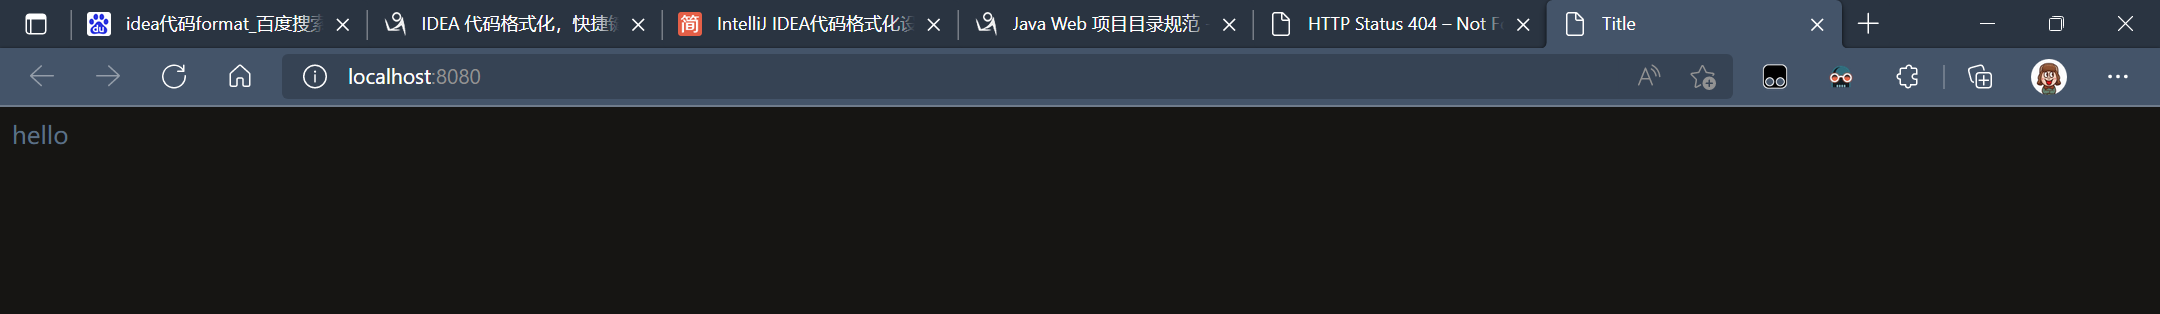 idea代码format_百度搜索
IDEA 代码格式化，快捷键
简 IntelliJ IDEA代码格式化设
Java Web 项目目录规范 -
HTTP Status 404 – Not F
Title
localhost:8080
hello